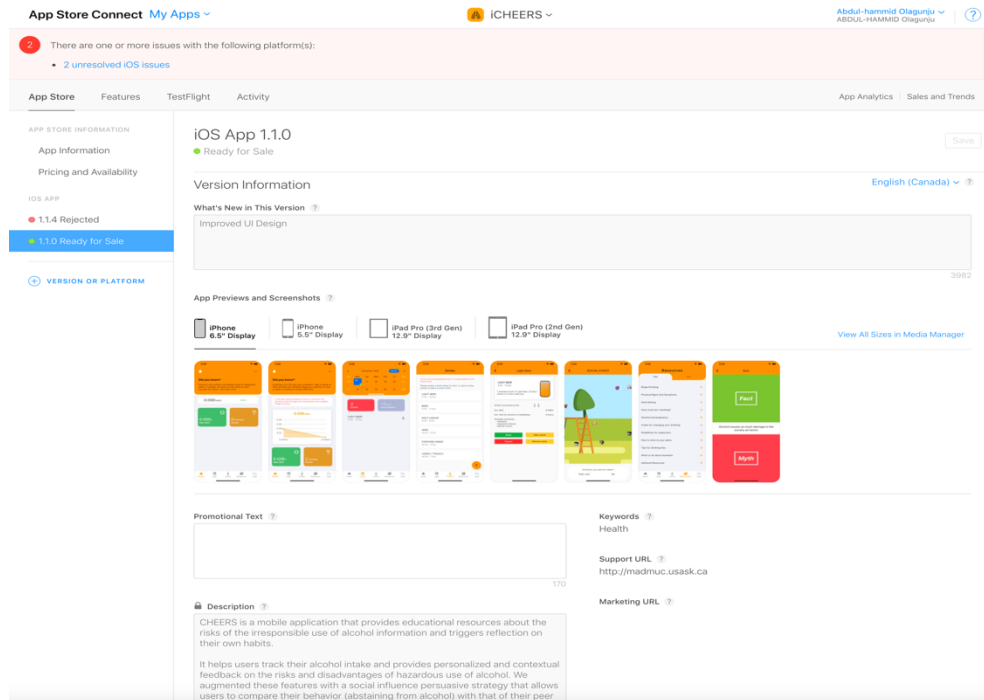 App Store Connect My Apps
iCHEERS
Abdul-hammid Olagunju
ABDUL-HAMMID Olagunju
?
2
There are one or more issues with the following platform(s):
• 2 unresolved iOS issues
App Store Features TestFlight Activity
App Analytics Sales and Trends
APP STORE INFORMATION
App Information
Pricing and Availability
IOS APP
1.1.4 Rejected
1.1.0 Ready for Sale
VERSION OR PLATFORM
iOS App 1.1.0
Ready for Sale
Save
Version Information
English (Canada) ?
What's New in This Version ?
Improved UI Design
3982
App Previews and Screenshots ?
iPhone
6.5" Display
iPhone
5.5" Display
iPad Pro (3rd Gen)
12.9" Display
iPad Pro (2nd Gen)
12.9" Display
View All Sizes in Media Manager
Resources
Fact
Myth
Promotional Text ?
170
Keywords ?
Health
Support URL ?
http://madmuc.usask.ca
Marketing URL ?
Description ?
CHEERS is a mobile application that provides educational resources about the
risks of the irresponsible use of alcohol information and triggers reflection on
their own habits.
It helps users track their alcohol intake and provides personalized and contextual
feedback on the risks and disadvantages of hazardous use of alcohol. We
augmented these features with a social influence persuasive strategy that allows
users to compare their behavior (abstaining from alcohol) with that of their peer